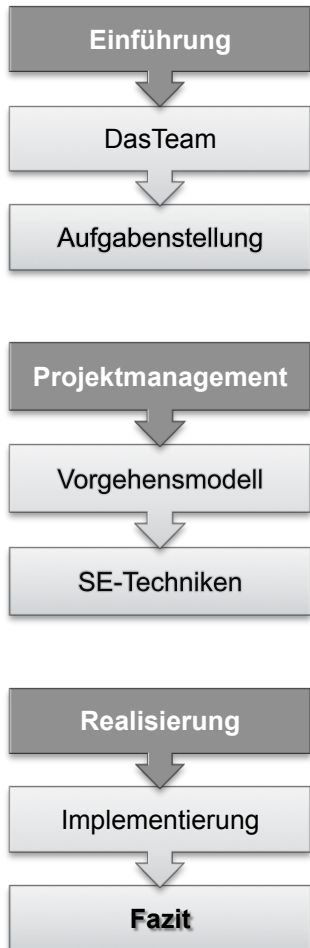 Einführung
DasTeam
Aufgabenstellung
Projektmanagement
Vorgehensmodell
SE-Techniken
Realisierung
Implementierung
Fazit